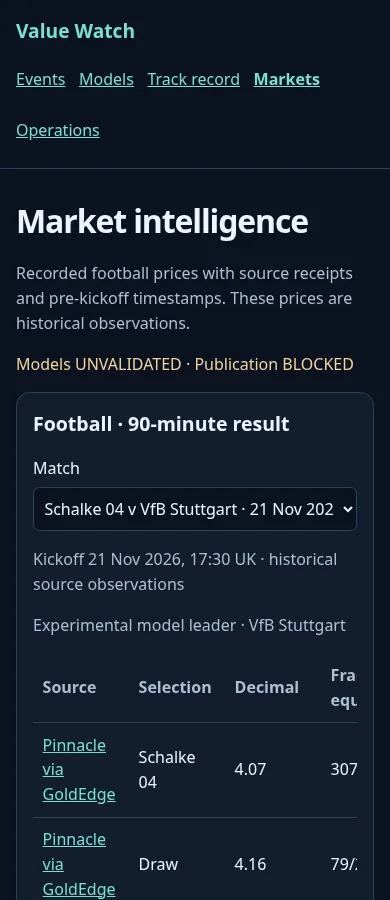 Value Watch
Events Models Track record Markets
Operations
Market intelligence
Recorded football prices with source receipts
and pre-kickoff timestamps. These prices are
historical observations.
Models UNVALIDATED · Publication BLOCKED
Football · 90-minute result
Match
Schalke 04 v VfB Stuttgart · 21 Nov 202
Kickoff 21 Nov 2026, 17:30 UK · historical
source observations
Experimental model leader · VfB Stuttgart
Source Selection Decimal
Pinnacle
via
GoldEdge
Schalke
04
4.07
307
Pinnacle
via
GoldEdge
Draw
4.16